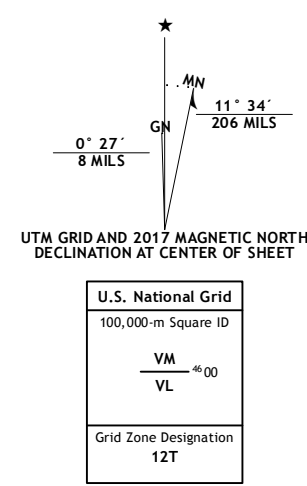 ★
MN
11° 34´
206 MILS
GN
0° 27´
8 MILS
UTM GRID AND 2017 MAGNETIC NORTH
DECLINATION AT CENTER OF SHEET
U.S. National Grid
100,000-m Square ID
VM
4600
VL
Grid Zone Designation
12T